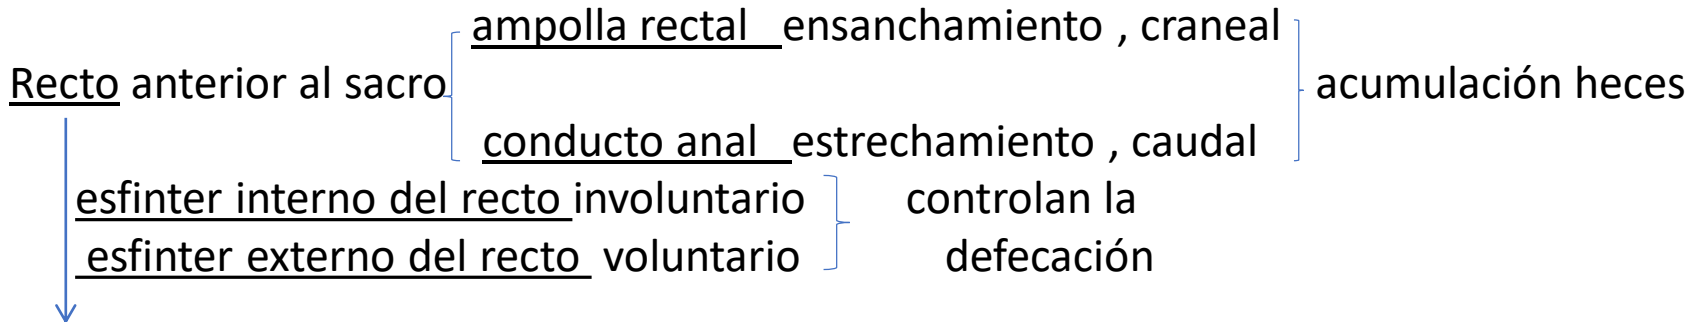 ampolla rectal ensanchamiento , craneal
Recto anterior al sacro acumulación heces
conducto anal estrechamiento , caudal
esfinter interno del recto involuntario controlan la
esfinter externo del recto voluntario defecación